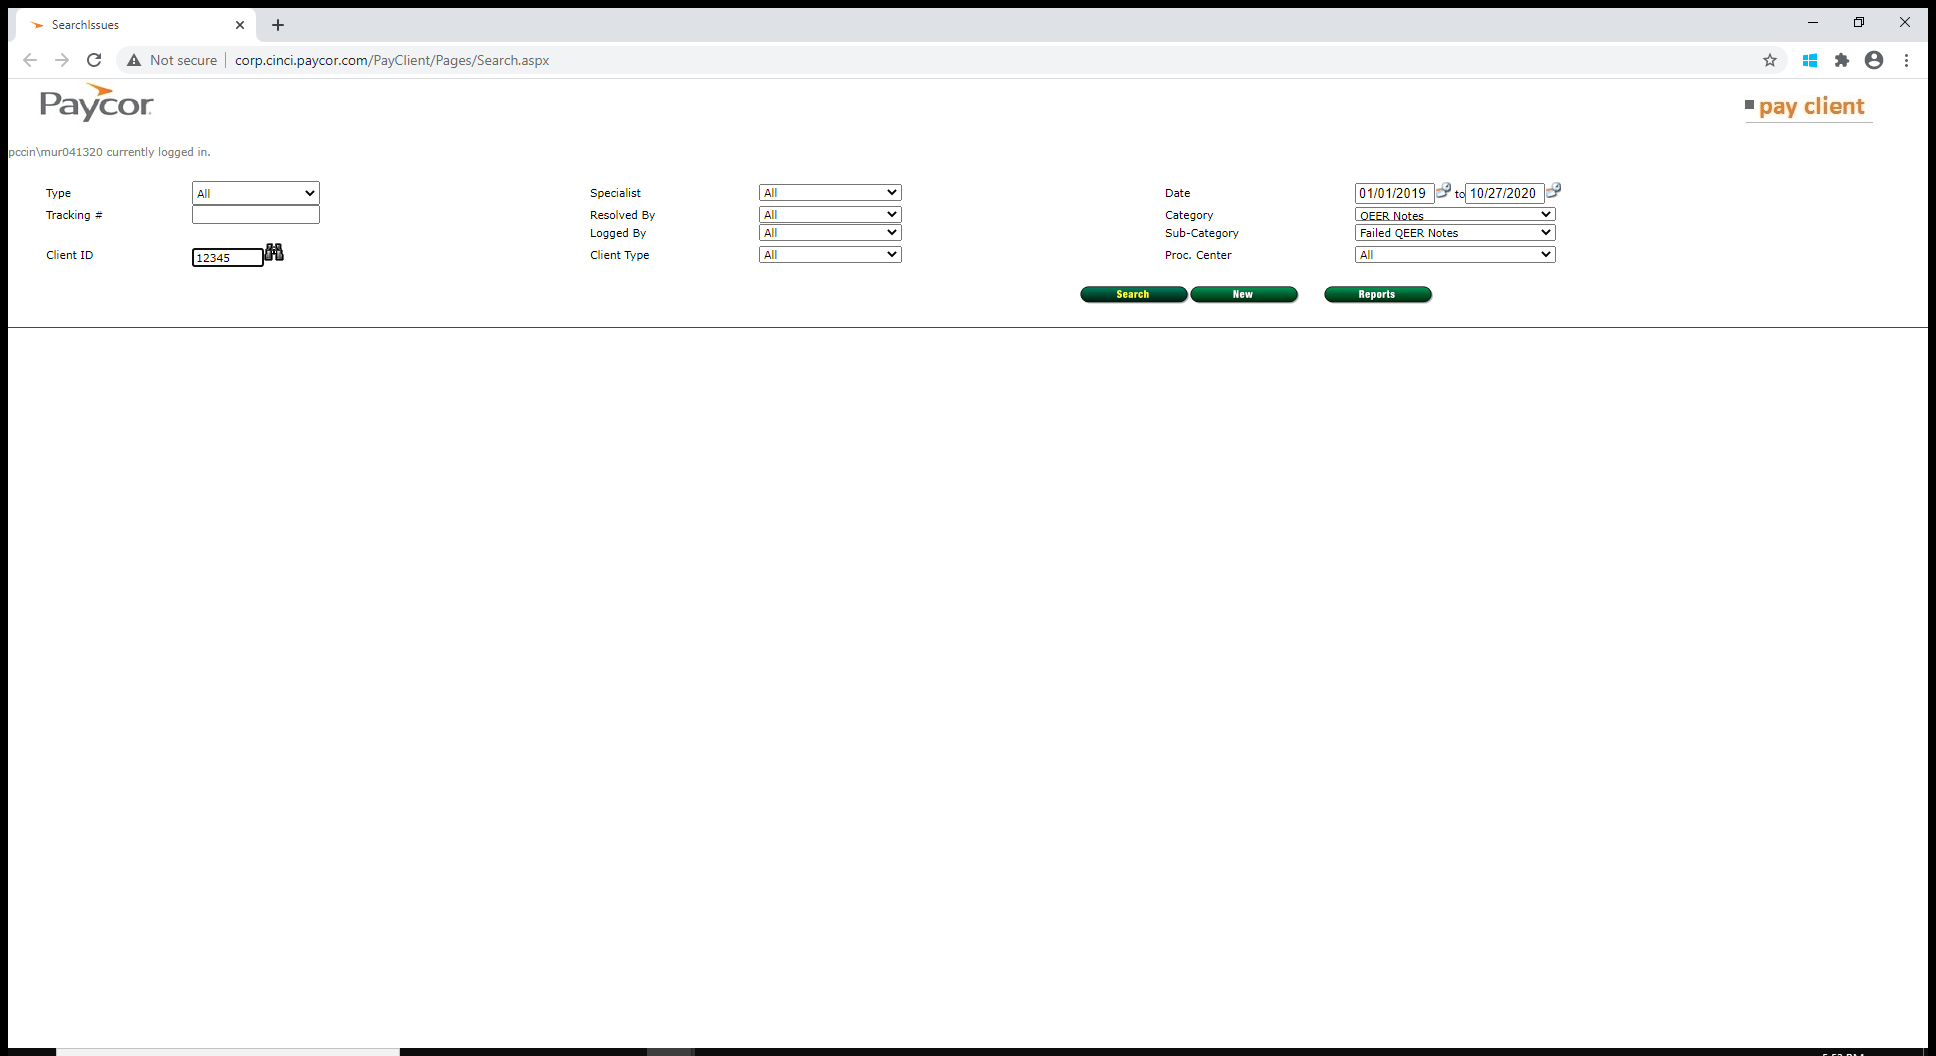 SearchIssues
Not secure corp.cinci.paycor.com/PayClient/Pages/Search.aspx
Paycor
pay client
pccin\mur041320 currently logged in.
Type All Specialist All Date 01/01/2019 to 10/27/2020
Tracking # Resolved By All Category QEER Notes
Logged By All Sub-Category Failed QEER Notes
Client ID 12345 Client Type All Proc. Center All
Search New Reports